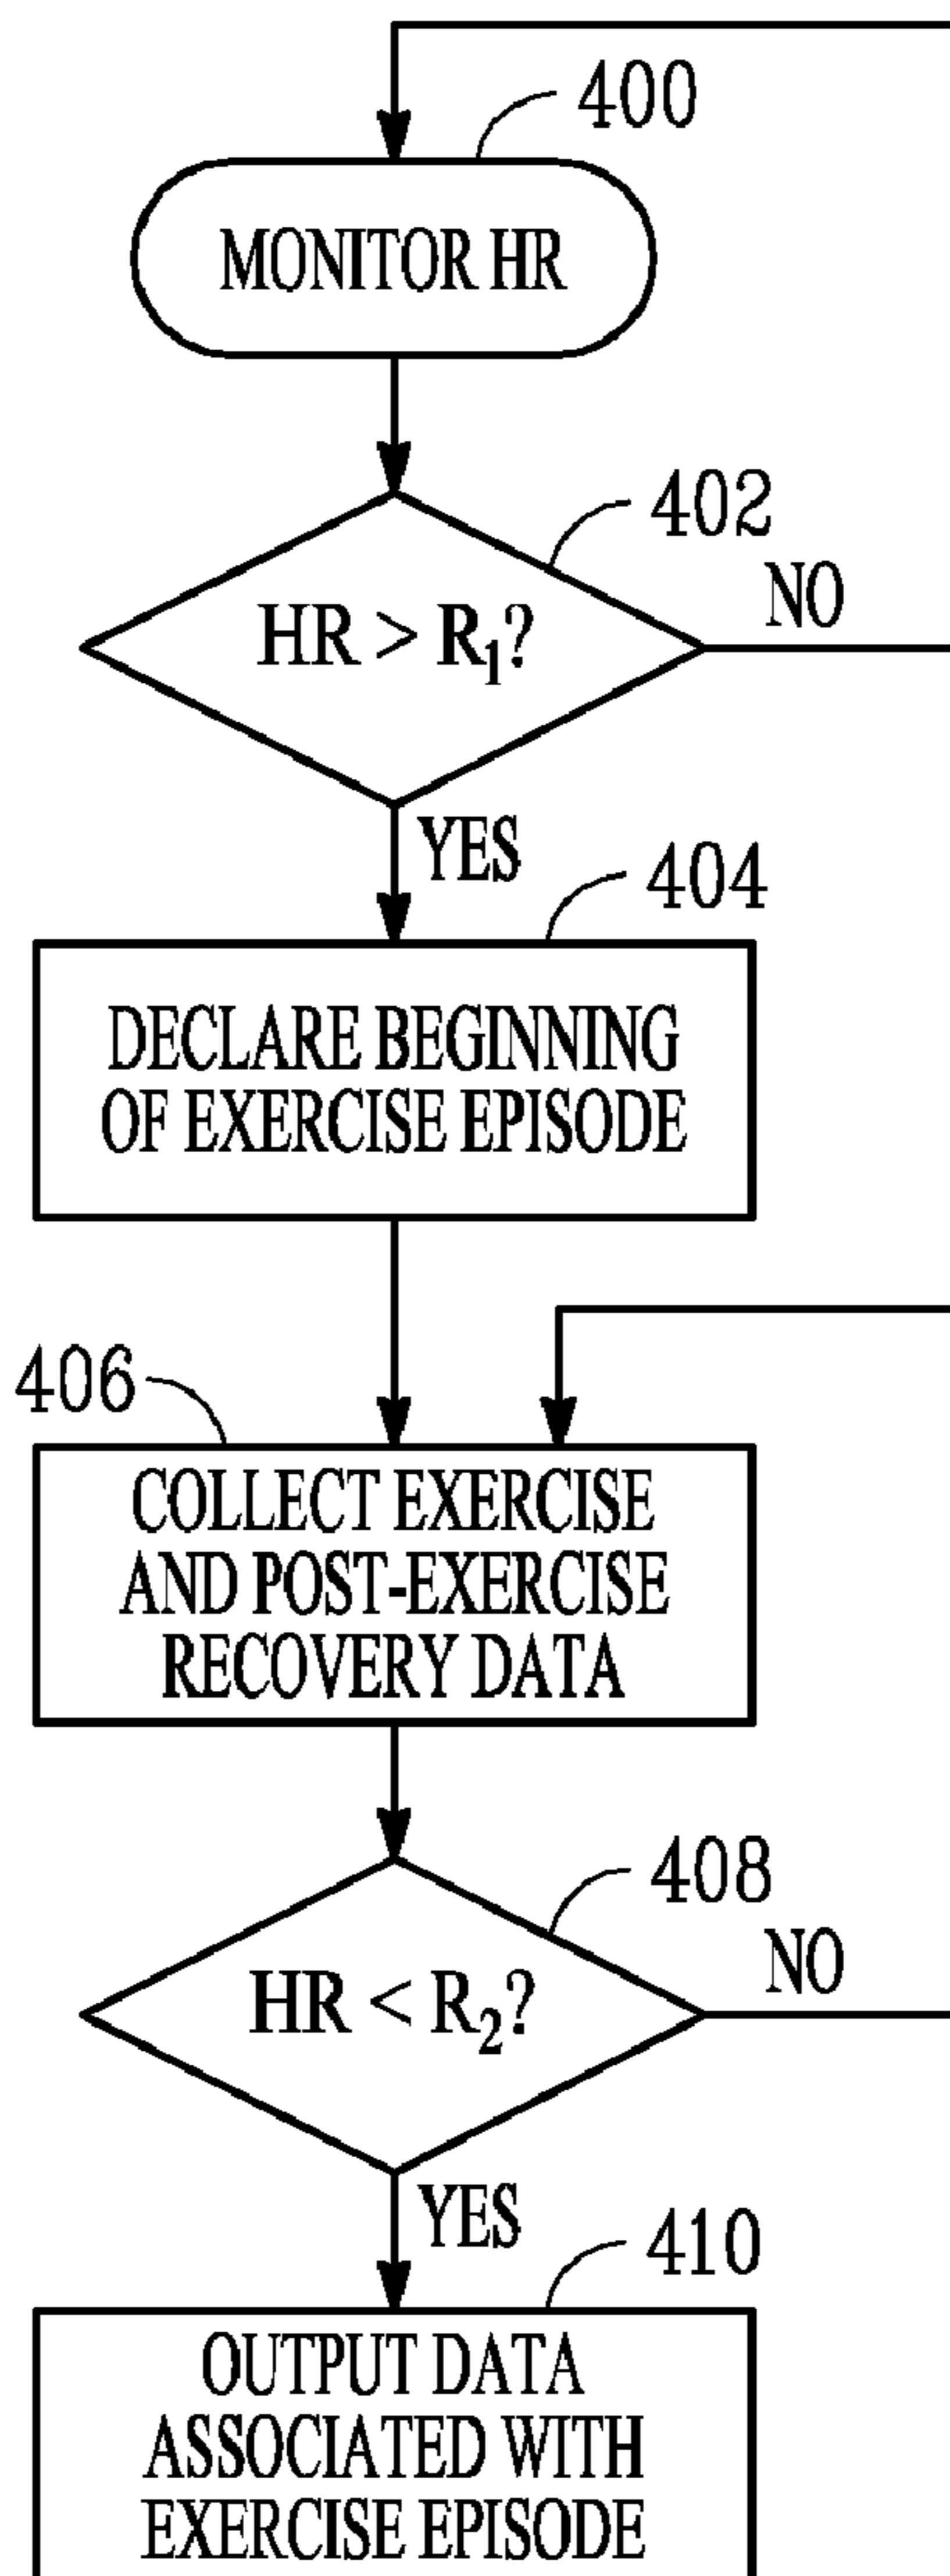 400
MONITOR HR
402
HR > R₁?
NO
YES
404
DECLARE BEGINNING
OF EXERCISE EPISODE
406
COLLECT EXERCISE
AND POST-EXERCISE
RECOVERY DATA
408
HR < R₂?
NO
YES
410
OUTPUT DATA
ASSOCIATED WITH
EXERCISE EPISODE